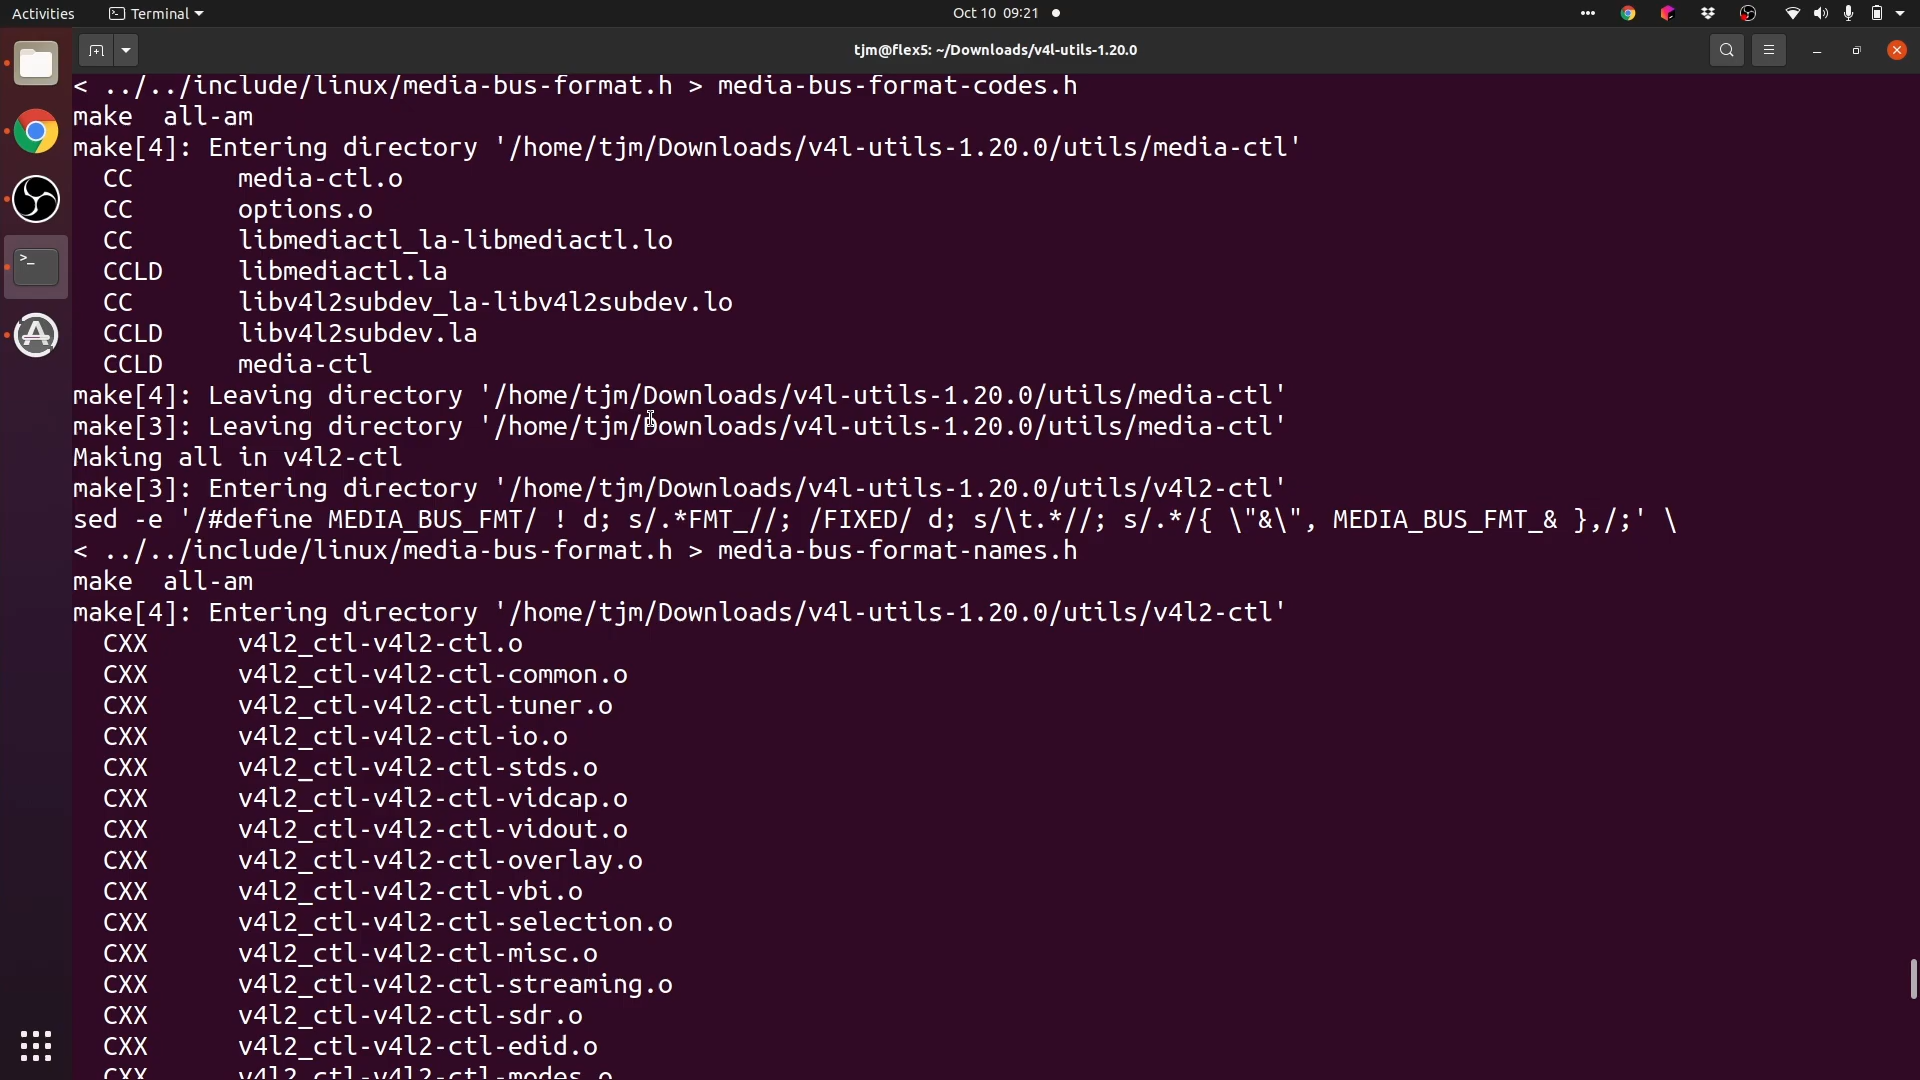 Activities
Terminal
Oct 10 09:21
tjm@flex5: ~/Downloads/v4l-utils-1.20.0
< ../../include/linux/media-bus-format.h > media-bus-format-codes.h
make  all-am
make[4]: Entering directory '/home/tjm/Downloads/v4l-utils-1.20.0/utils/media-ctl'
  CC       media-ctl.o
  CC       options.o
  CC       libmediactl_la-libmediactl.lo
  CCLD     libmediactl.la
  CC       libv4l2subdev_la-libv4l2subdev.lo
  CCLD     libv4l2subdev.la
  CCLD     media-ctl
make[4]: Leaving directory '/home/tjm/Downloads/v4l-utils-1.20.0/utils/media-ctl'
make[3]: Leaving directory '/home/tjm/Downloads/v4l-utils-1.20.0/utils/media-ctl'
Making all in v4l2-ctl
make[3]: Entering directory '/home/tjm/Downloads/v4l-utils-1.20.0/utils/v4l2-ctl'
sed -e '/#define MEDIA_BUS_FMT/ ! d; s/.*FMT_//; /FIXED/ d; s/\t.*//; s/.*/{ \"&\", MEDIA_BUS_FMT_& },/;' \
< ../../include/linux/media-bus-format.h > media-bus-format-names.h
make  all-am
make[4]: Entering directory '/home/tjm/Downloads/v4l-utils-1.20.0/utils/v4l2-ctl'
  CXX      v4l2_ctl-v4l2-ctl.o
  CXX      v4l2_ctl-v4l2-ctl-common.o
  CXX      v4l2_ctl-v4l2-ctl-tuner.o
  CXX      v4l2_ctl-v4l2-ctl-io.o
  CXX      v4l2_ctl-v4l2-ctl-stds.o
  CXX      v4l2_ctl-v4l2-ctl-vidcap.o
  CXX      v4l2_ctl-v4l2-ctl-vidout.o
  CXX      v4l2_ctl-v4l2-ctl-overlay.o
  CXX      v4l2_ctl-v4l2-ctl-vbi.o
  CXX      v4l2_ctl-v4l2-ctl-selection.o
  CXX      v4l2_ctl-v4l2-ctl-misc.o
  CXX      v4l2_ctl-v4l2-ctl-streaming.o
  CXX      v4l2_ctl-v4l2-ctl-sdr.o
  CXX      v4l2_ctl-v4l2-ctl-edid.o
  CXX      v4l2_ctl-v4l2-ctl-modes.o